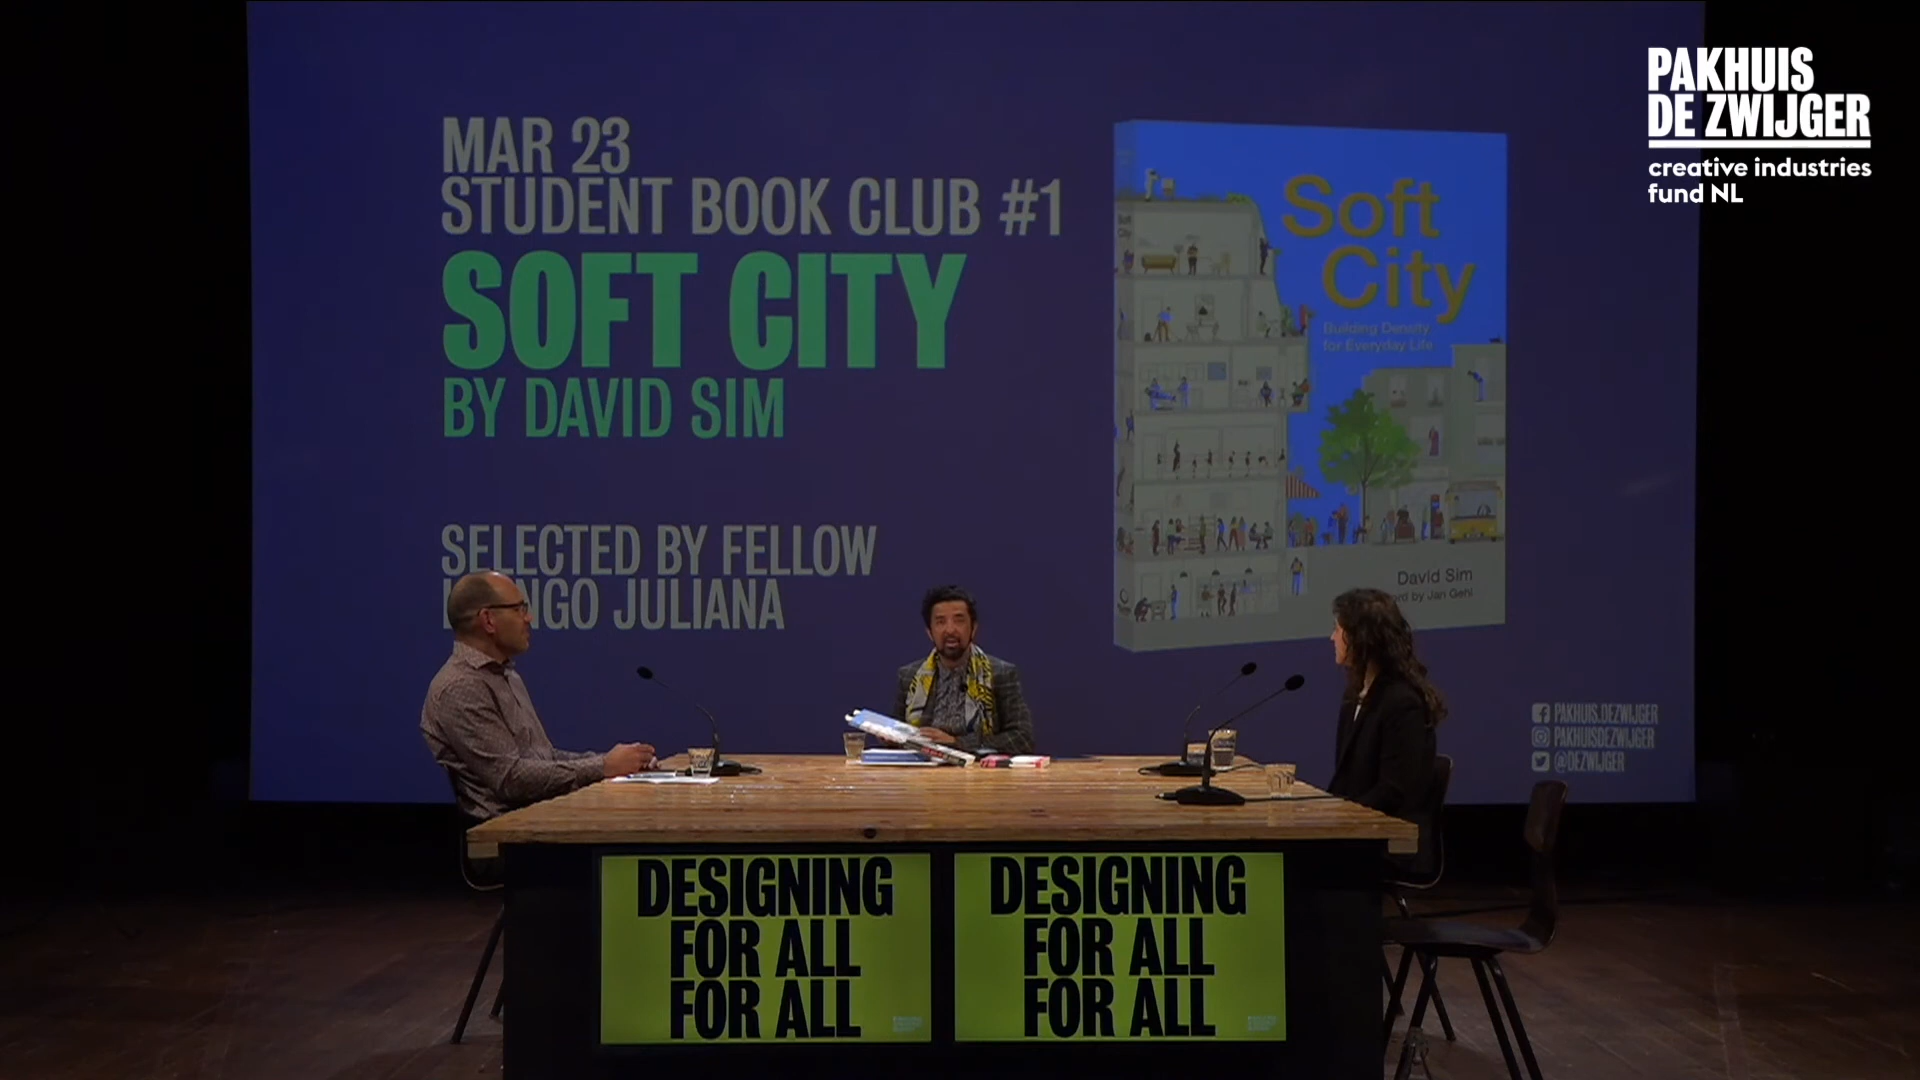 MAR 23
STUDENT BOOK CLUB #1
SOFT CITY
BY DAVID SIM
SELECTED BY FELLOW
JULIANA
Soft
City
Building Density
for Everyday Life
David Sim
by Jan Gehl
PAKHUIS
DE ZWIJGER
creative industries
fund NL
PAKHUIS.DEZWIJGER
PAKHUISDEZWIJGER
@DEZWIJGER
DESIGNING
FOR ALL
FOR ALL
DESIGNING
FOR ALL
FOR ALL